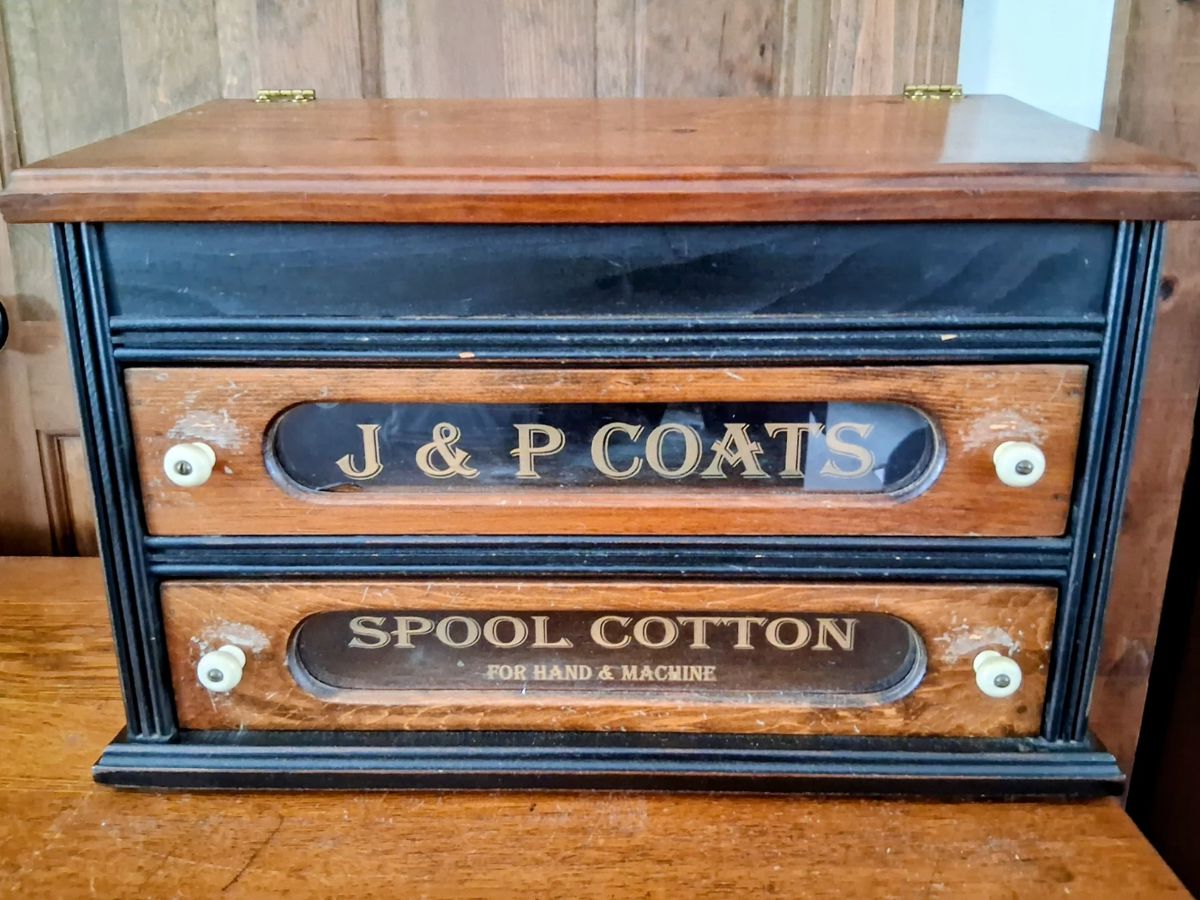 J & P COATS
SPOOL COTTON
FOR HAND & MACHINE